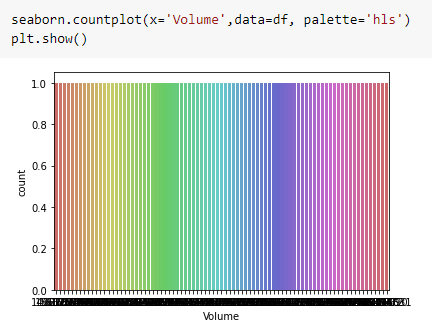 seaborn.countplot(x='Volume',data=df, palette='hls')
plt.show()
1.0
0.8
0.6
0.4
0.2
0.0
count
Volume